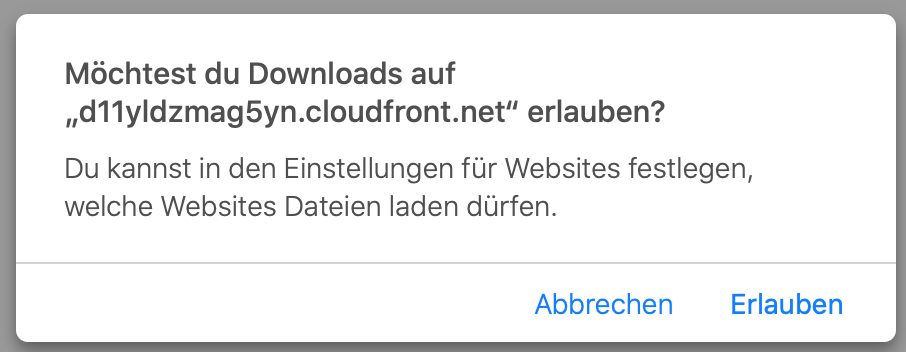 Möchtest du Downloads auf
„d11yldzmag5yn.cloudfront.net“ erlauben?
Du kannst in den Einstellungen für Websites festlegen,
welche Websites Dateien laden dürfen.
Abbrechen Erlauben